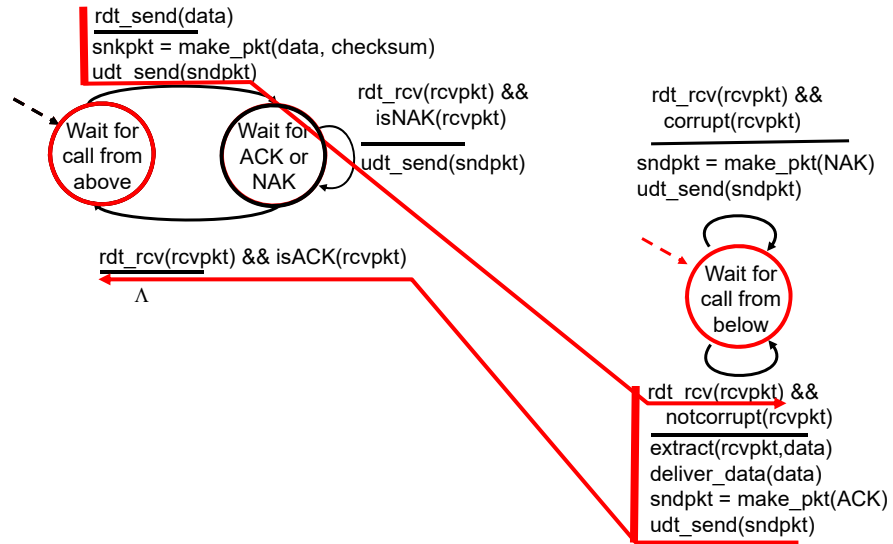 rdt_send(data)
snkpkt = make_pkt(data, checksum)
udt_send(sndpkt)
Wait for
call from
above
Wait for
ACK or
NAK
rdt_rcv(rcvpkt) &&
isNAK(rcvpkt)
udt_send(sndpkt)
rdt_rcv(rcvpkt) && isACK(rcvpkt)
Λ
rdt_rcv(rcvpkt) &&
corrupt(rcvpkt)
sndpkt = make_pkt(NAK)
udt_send(sndpkt)
Wait for
call from
below
rdt_rcv(rcvpkt) &&
notcorrupt(rcvpkt)
extract(rcvpkt,data)
deliver_data(data)
sndpkt = make_pkt(ACK)
udt_send(sndpkt)